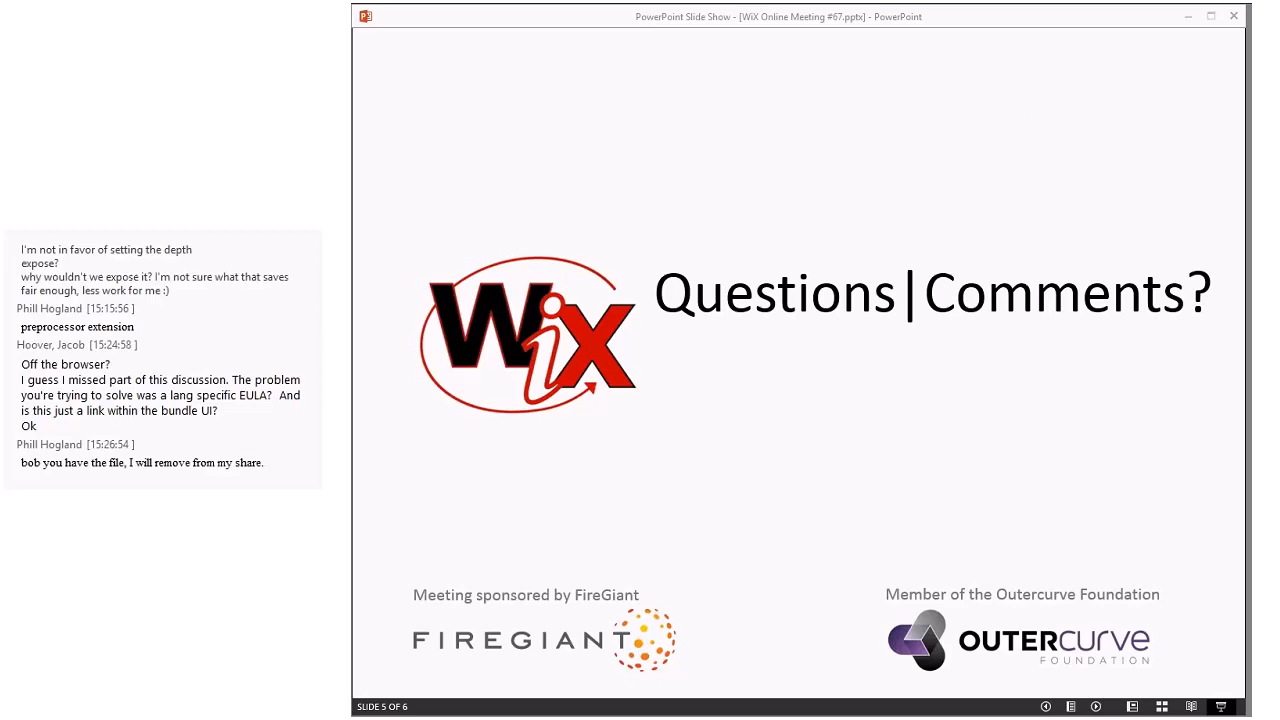 PowerPoint Slide Show - [WiX Online Meeting #67.pptx] - PowerPoint
I'm not in favor of setting the depth
expose?
why wouldn't we expose it? I'm not sure what that saves
fair enough, less work for me :)
Phill Hogland [15:15:56 ]
preprocessor extension
Hoover, Jacob [15:24:58 ]
Off the browser?
I guess I missed part of this discussion. The problem
you're trying to solve was a lang specific EULA? And
is this just a link within the bundle UI?
Ok
Phill Hogland [15:26:54 ]
bob you have the file, I will remove from my share.
WiX
Questions|Comments?
Meeting sponsored by FireGiant
FIREGIANT
Member of the Outercurve Foundation
OUTERCURVE
FOUNDATION
SLIDE 5 OF 6